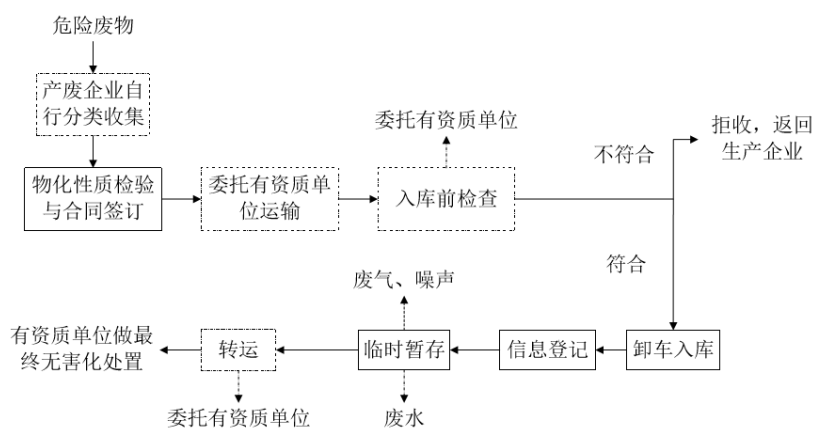 危险废物
产废企业自
行分类收集
物化性质检验
与合同签订
委托有资质单
位运输
委托有资质单位
入库前检查
不符合
拒收，返回
生产企业
符合
卸车入库
信息登记
废气、噪声
临时暂存
废水
转运
委托有资质单位
有资质单位做最
终无害化处置